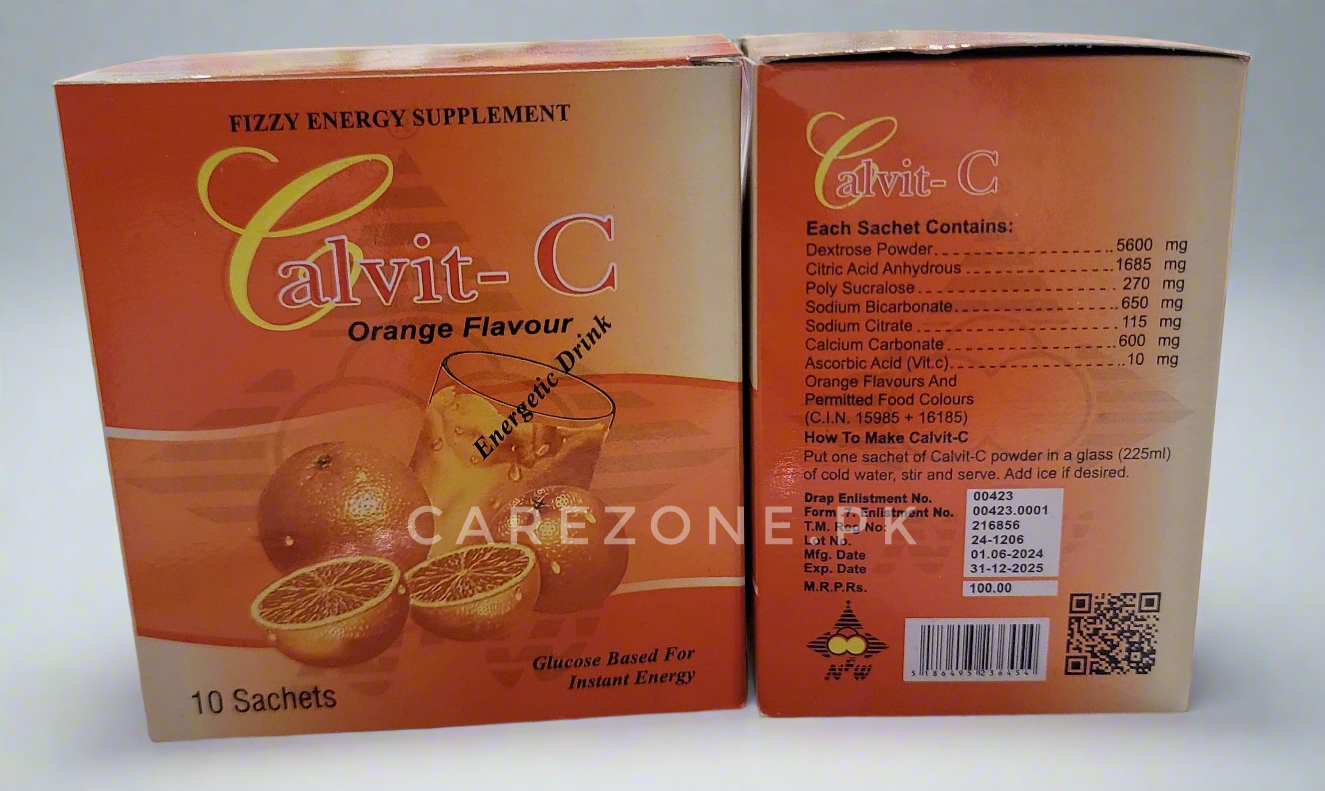 FIZZY ENERGY SUPPLEMENT
Calvit- C
Orange Flavour
Energetic Drink
Glucose Based For
Instant Energy
10 Sachets
Calvit- C
Each Sachet Contains:
Dextrose Powder 5600 mg
Citric Acid Anhydrous 1685 mg
Poly Sucralose 270 mg
Sodium Bicarbonate 650 mg
Sodium Citrate 115 mg
Calcium Carbonate 600 mg
Ascorbic Acid (Vit.c) 10 mg
Orange Flavours And
Permitted Food Colours
(C.I.N. 15985 + 16185)
How To Make Calvit-C
Put one sachet of Calvit-C powder in a glass (225ml)
of cold water, stir and serve. Add ice if desired.
Drap Enlistment No. 00423
Form .7. Enlistment No. 00423.0001
T.M. Reg No: 216856
Lot No. 24-1206
Mfg. Date 01.06-2024
Exp. Date 31-12-2025
M.R.P.Rs. 100.00
NFW
5 186495 236454
CAREZONE.PK